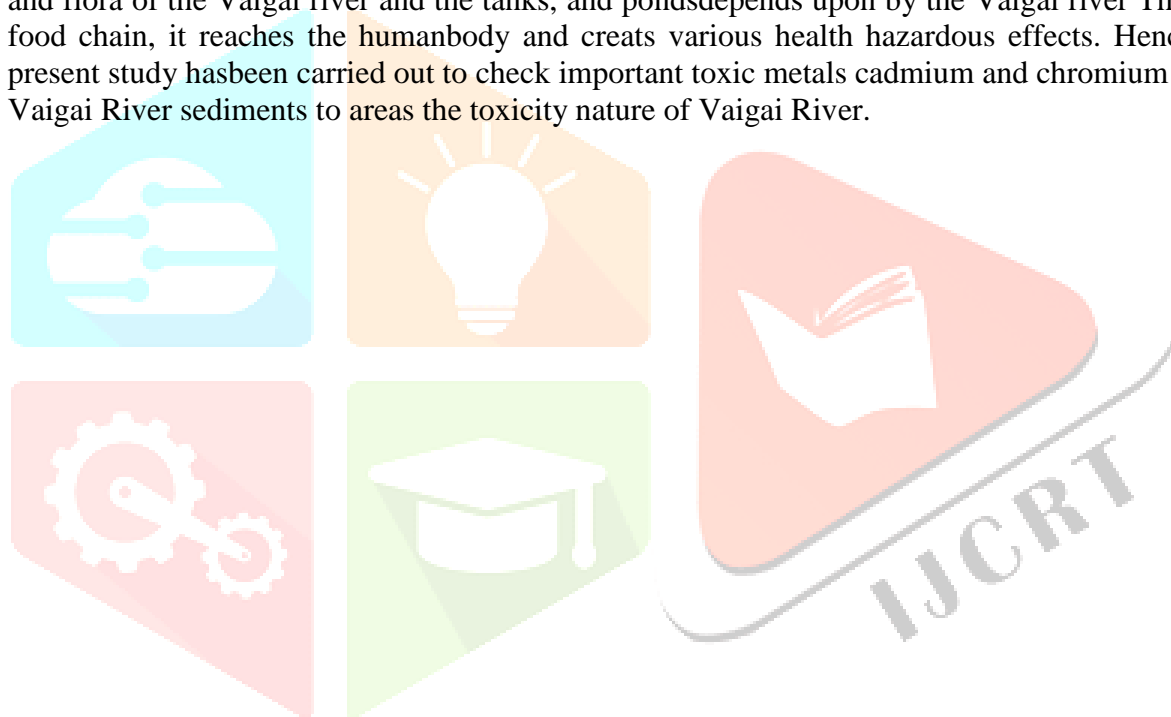 and flora of the Vaigai river and the tanks, and pondsdepends upon by the Vaigai river
food chain, it reaches the humanbody and creats various health hazardous effects.
present study hasbeen carried out to check important toxic metals cadmium and chromium
Vaigai River sediments to areas the toxicity nature of Vaigai River.
IJCRT